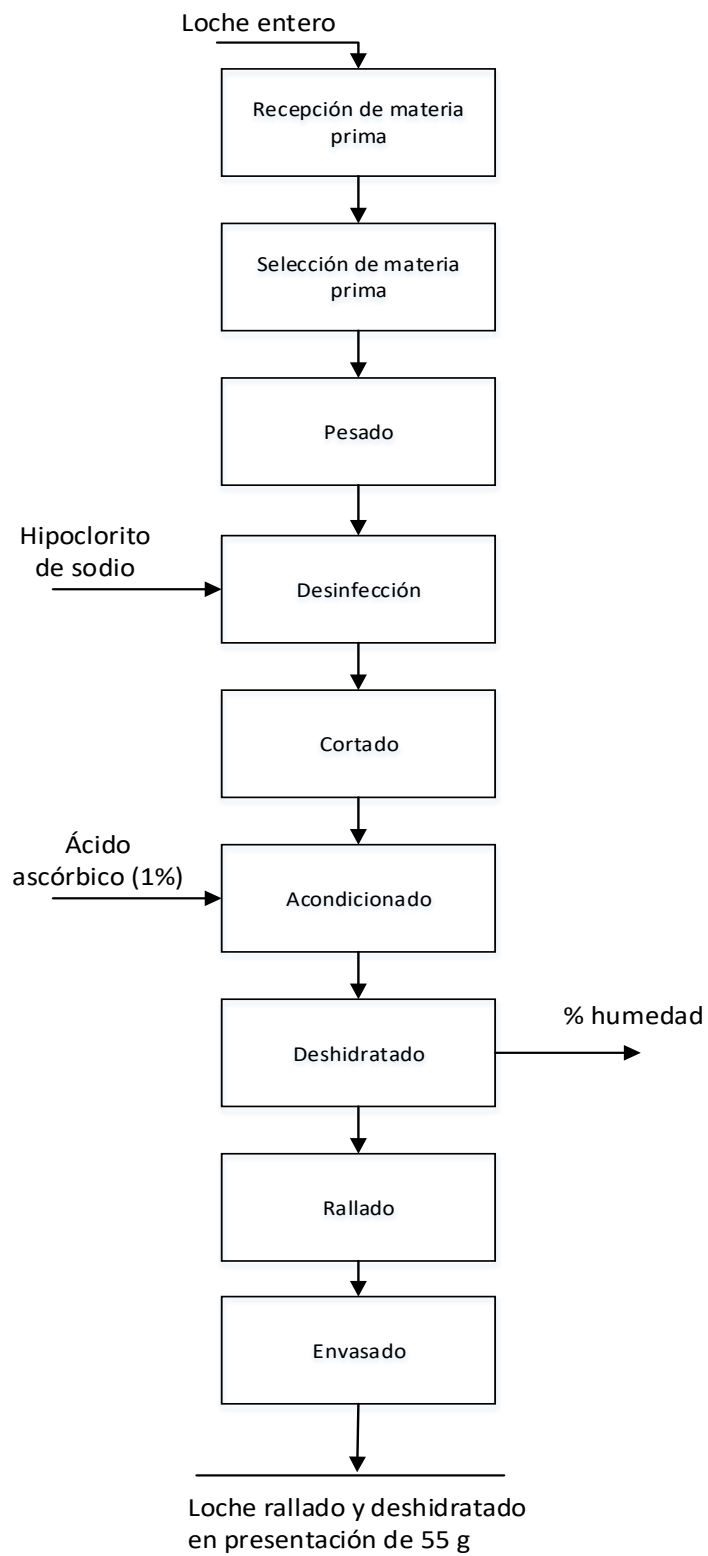 Loche entero
Recepción de materia
prima
Selección de materia
prima
Pesado
Hipoclorito
de sodio
Desinfección
Cortado
Ácido
ascórbico (1%)
Acondicionado
% humedad
Deshidratado
Rallado
Envasado
Loche rallado y deshidratado
en presentación de 55 g